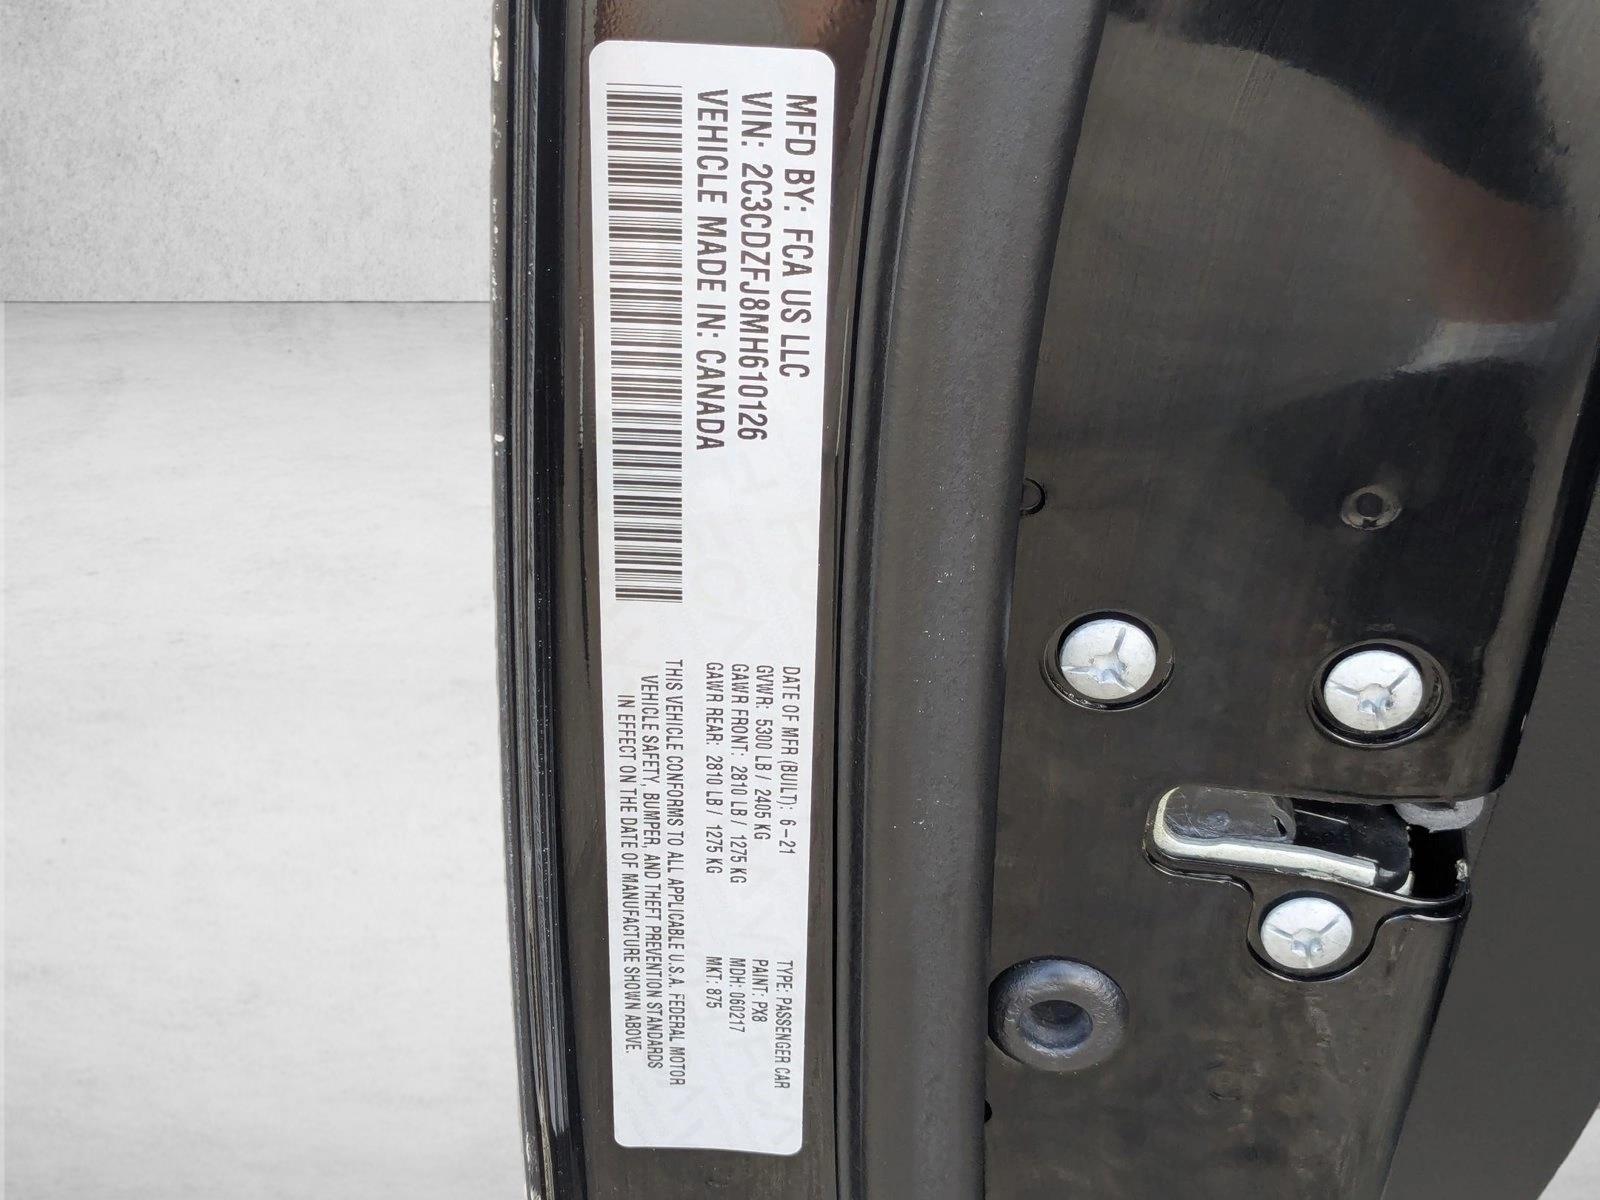 MFD BY: FCA US LLC
VIN: 2C3CDZFJ8MH610126
VEHICLE MADE IN: CANADA
DATE OF MFR (BUILT): 6-21
GVWR: 5300 LB / 2405 KG
GAWR FRONT: 2810 LB / 1275 KG
GAWR REAR: 2810 LB / 1275 KG
TYPE: PASSENGER CAR
PAINT: PX8
MDH: 060217
MKT: 875
THIS VEHICLE CONFORMS TO ALL APPLICABLE U.S.A. FEDERAL MOTOR
VEHICLE SAFETY, BUMPER, AND THEFT PREVENTION STANDARDS
IN EFFECT ON THE DATE OF MANUFACTURE SHOWN ABOVE.